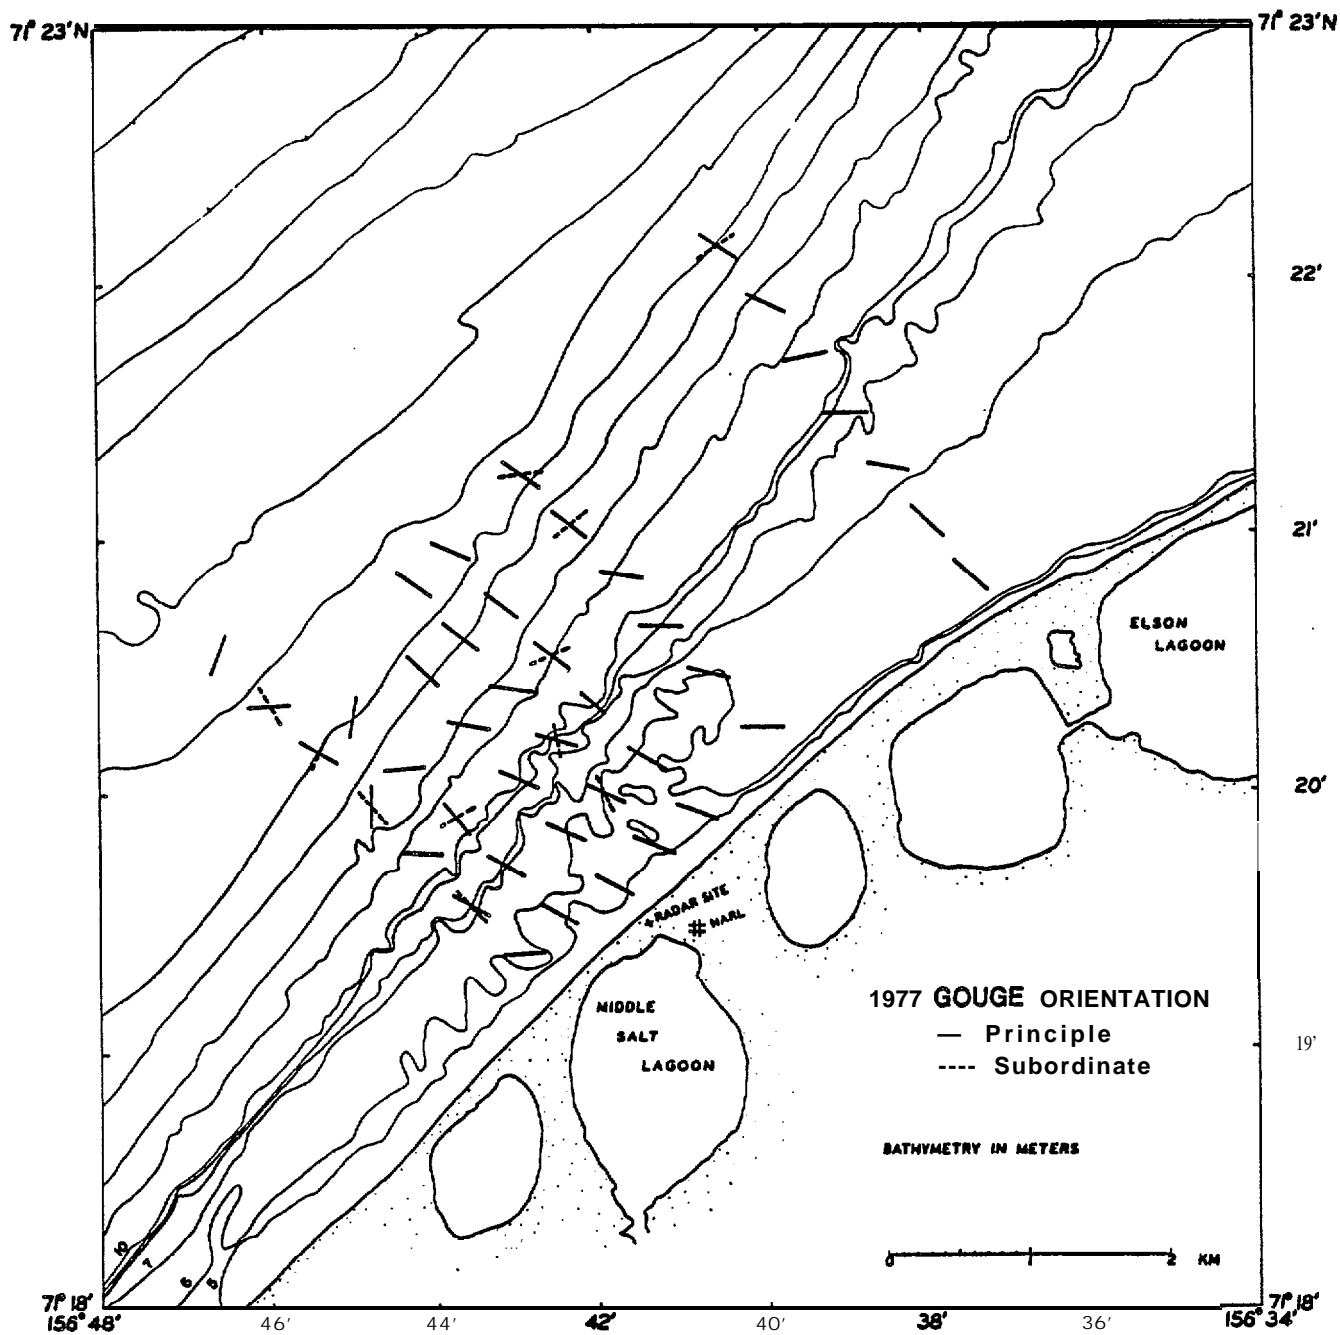 71° 23'N
71° 23'N
22'
21'
ELSON
LAGOON
20'
+RADAR SITE
# NARL
MIDDLE
SALT
LAGOON
1977 GOUGE ORIENTATION
— Principle
---- Subordinate
19'
BATHYMETRY IN METERS
10
7
6
5
0 1 2 KM
71° 18'
71° 18'
156° 48'
46'
44'
42'
40'
38'
36'
156° 34'